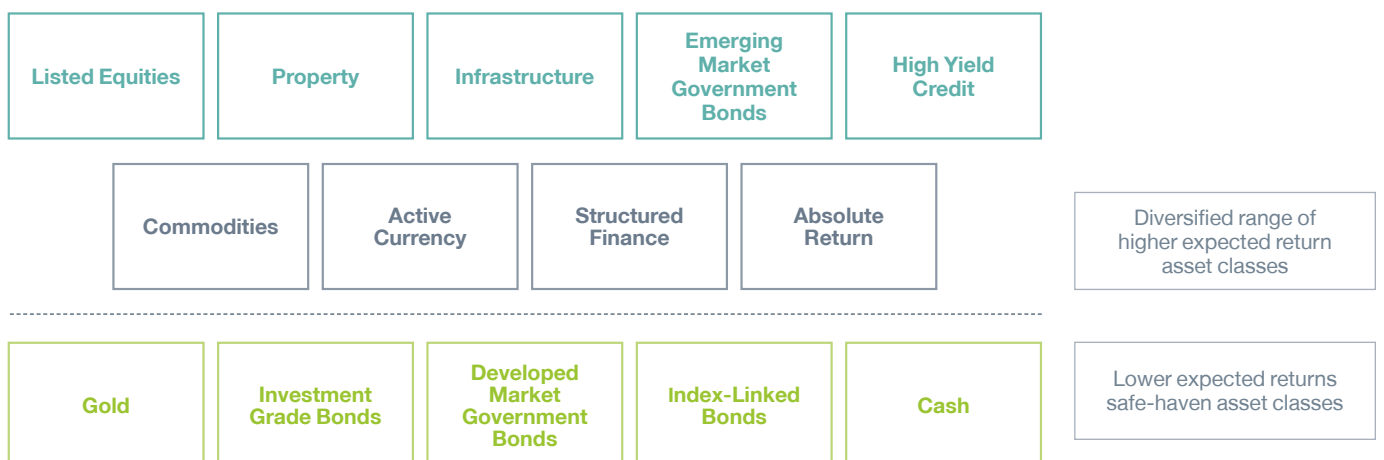 Listed Equities
Property
Infrastructure
Emerging
Market
Government
Bonds
High Yield
Credit
Commodities
Active
Currency
Structured
Finance
Absolute
Return
Diversified range of
higher expected return
asset classes
Gold
Investment
Grade Bonds
Developed
Market
Government
Bonds
Index-Linked
Bonds
Cash
Lower expected returns
safe-haven asset classes